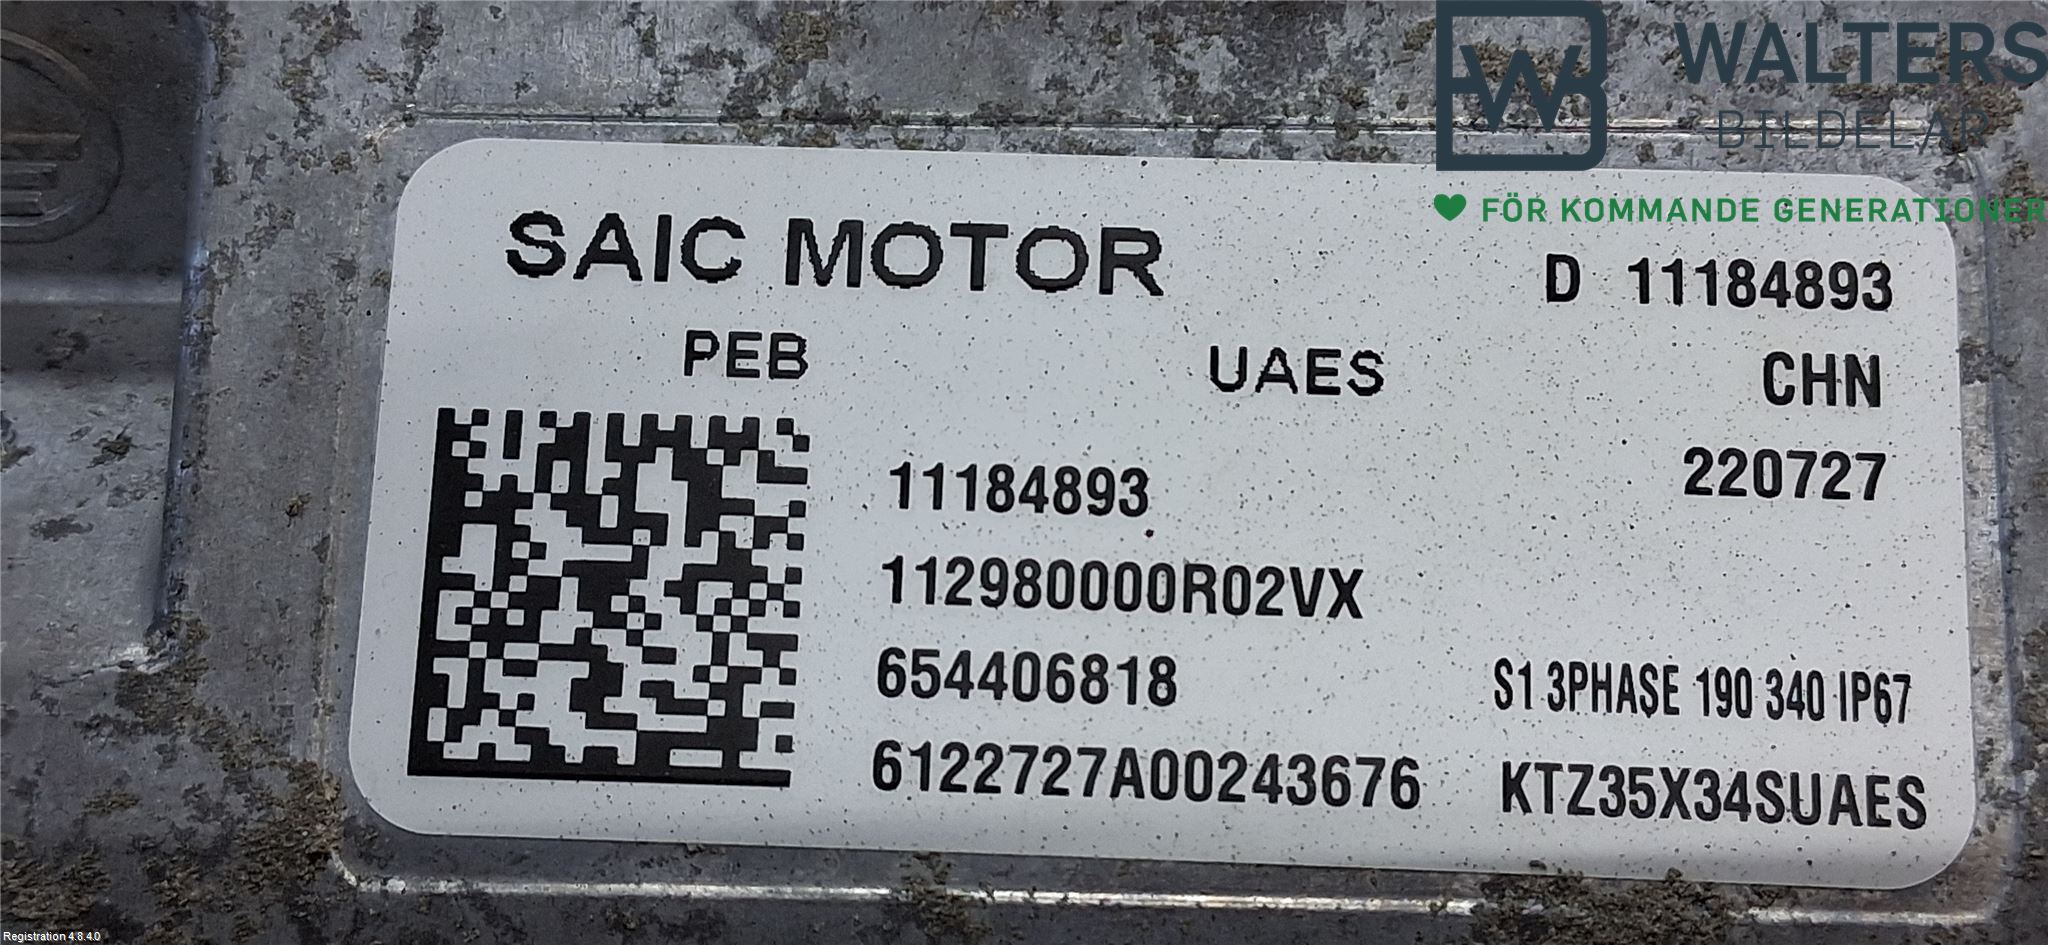 WALTERS
BILDELAR
FÖR KOMMANDE GENERATIONER
SAIC MOTOR
D 11184893
PEB UAES CHN
11184893 220727
112980000R02VX
654406818 S1 3PHASE 190 340 IP67
6122727A00243676 KTZ35X34SUAES
Registration 4.8.4.0